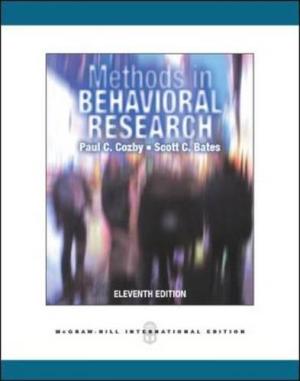 Methods in
BEHAVIORAL
RESEARCH
Paul C. Cozby • Scott C. Bates
ELEVENTH EDITION
McGRAW-HILL INTERNATIONAL EDITION